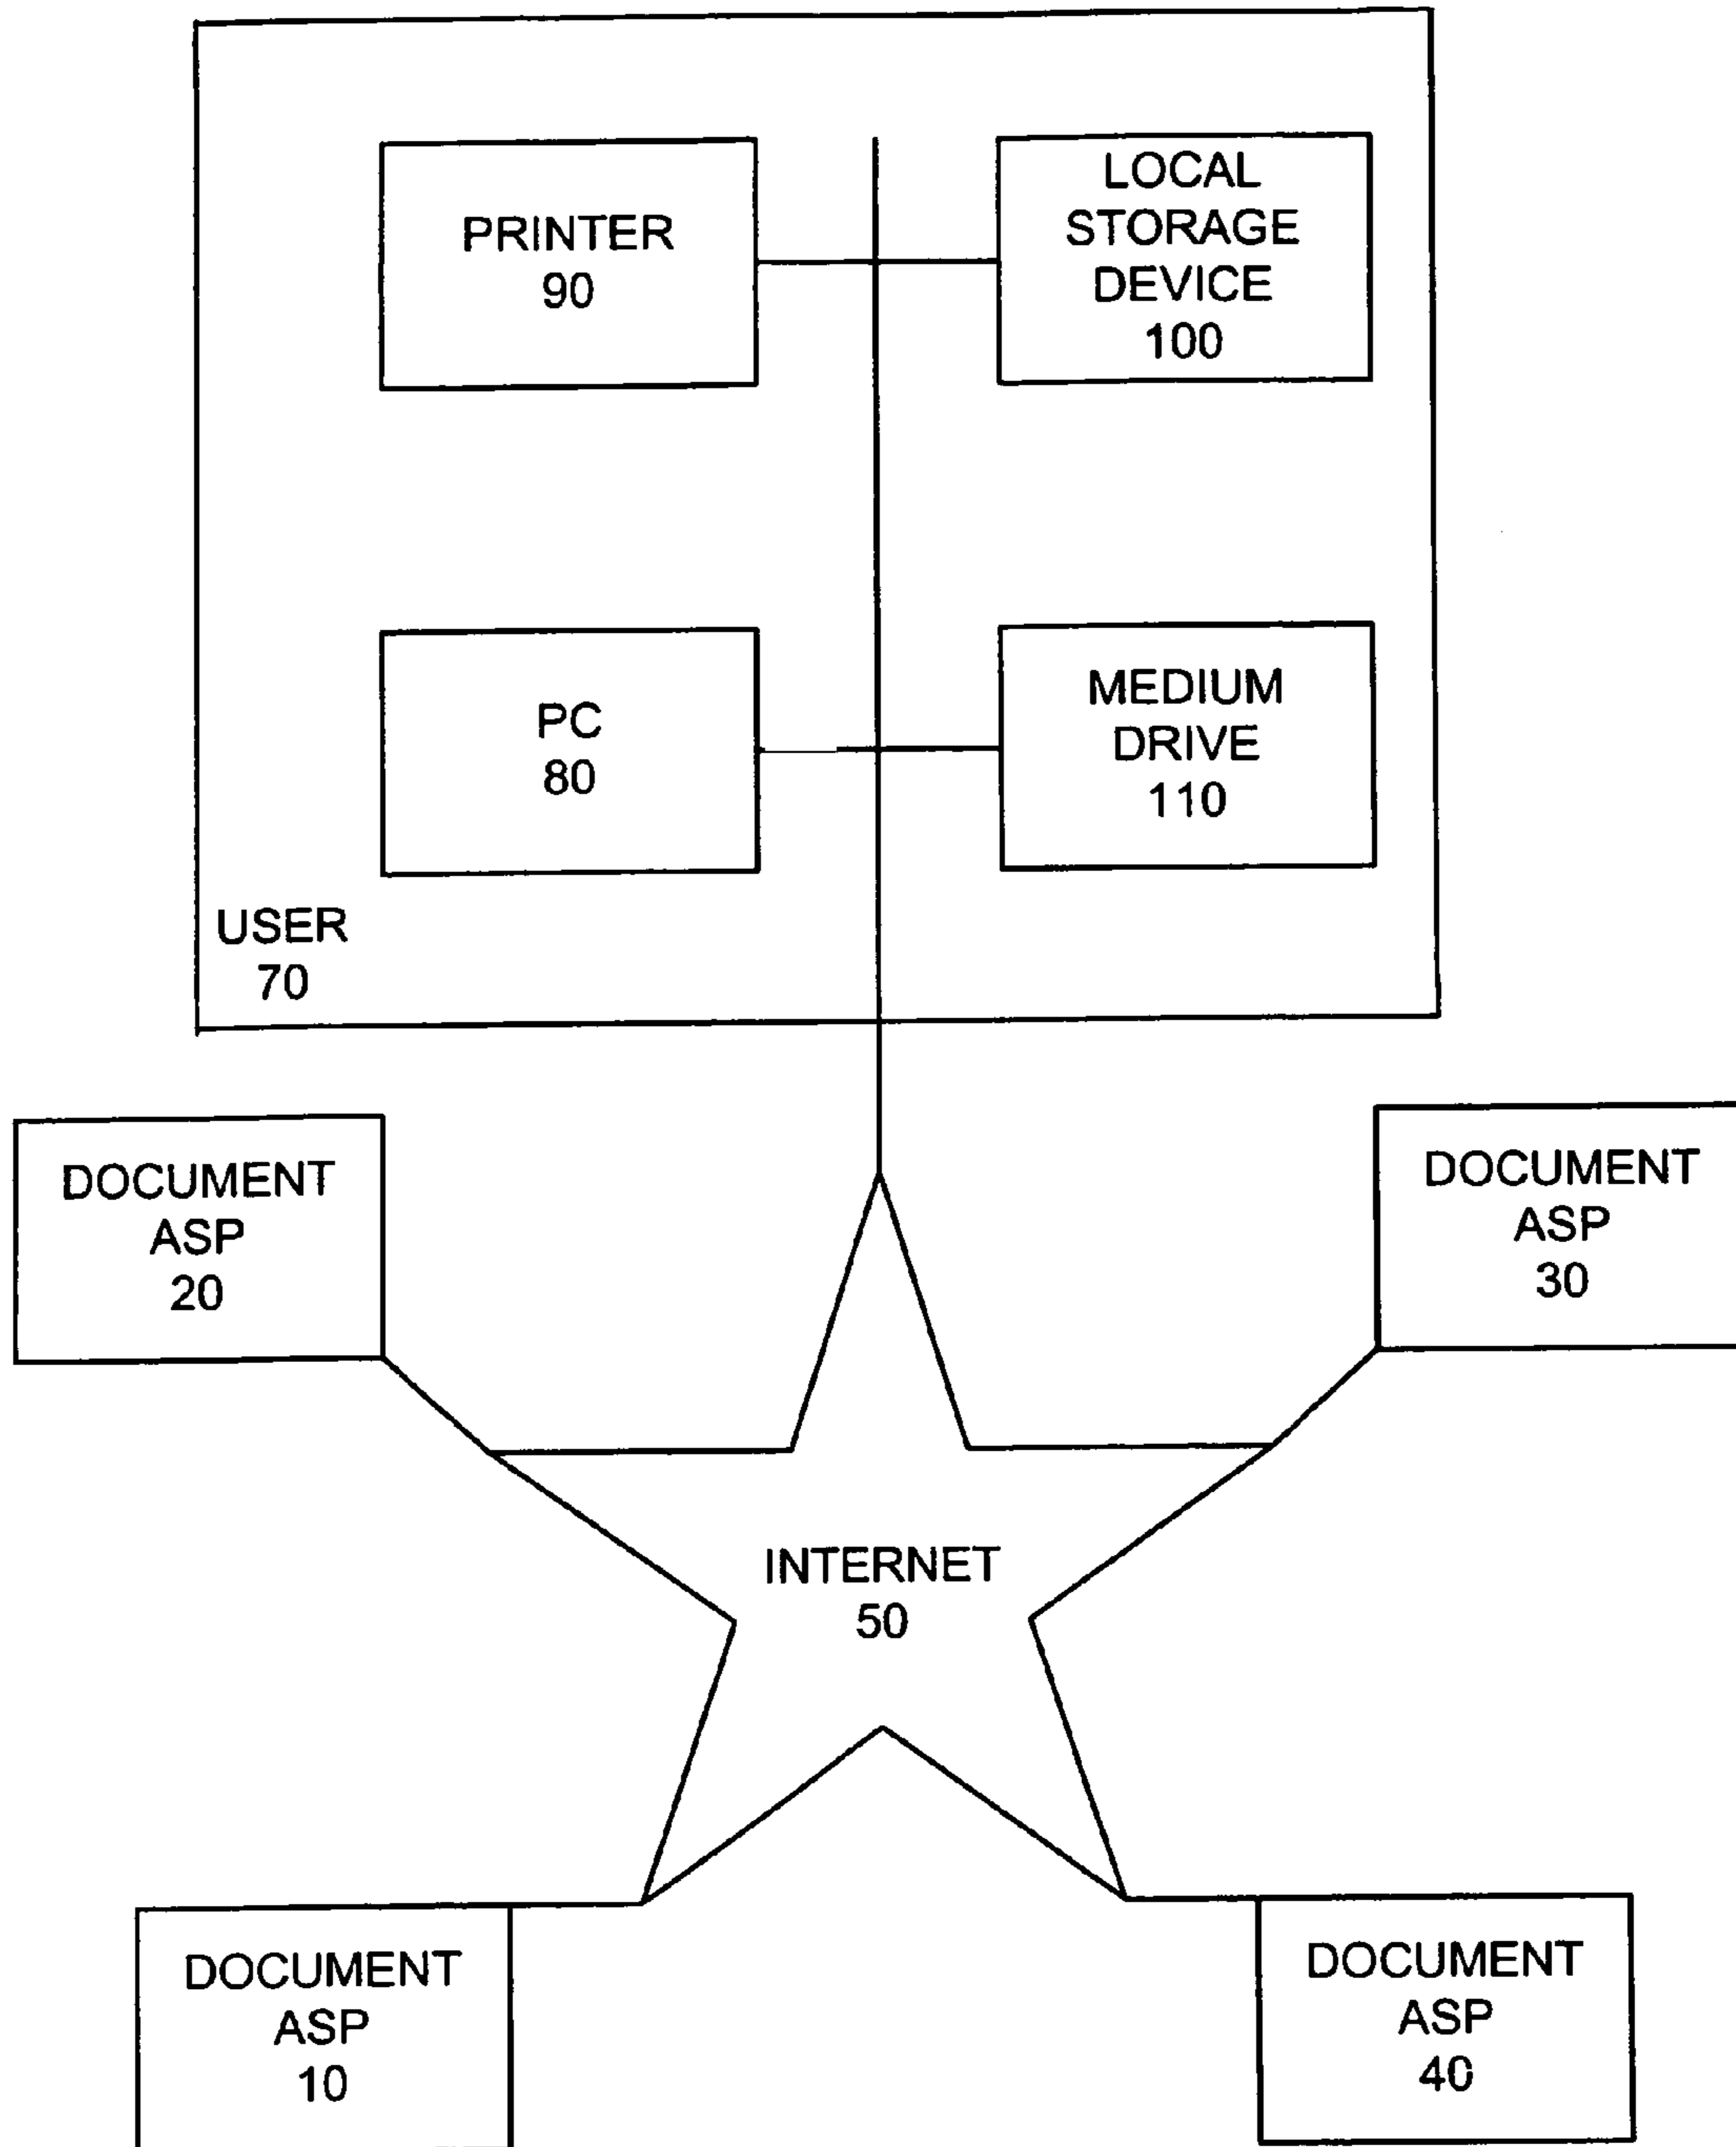 PRINTER
90
LOCAL
STORAGE
DEVICE
100
PC
80
MEDIUM
DRIVE
110
USER
70
DOCUMENT
ASP
20
DOCUMENT
ASP
30
INTERNET
50
DOCUMENT
ASP
10
DOCUMENT
ASP
40